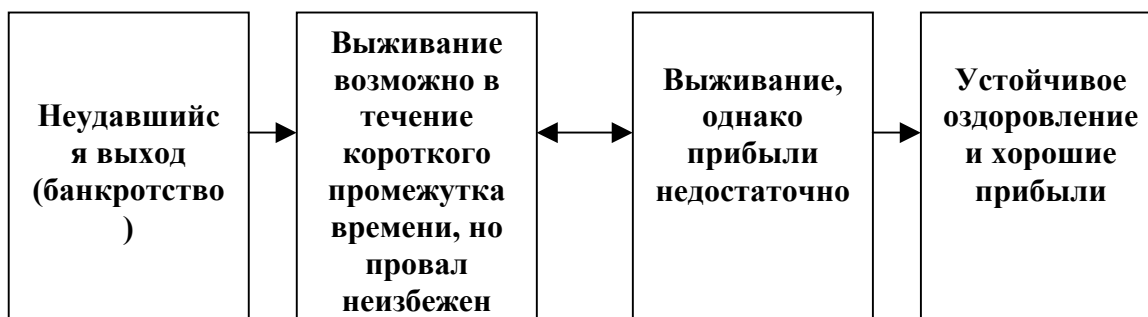 Неудавшийс
я выход
(банкротство
)
Выживание
возможно в
течение
короткого
промежутка
времени, но
провал
неизбежен
Выживание,
однако
прибыли
недостаточно
Устойчивое
оздоровление
и хорошие
прибыли